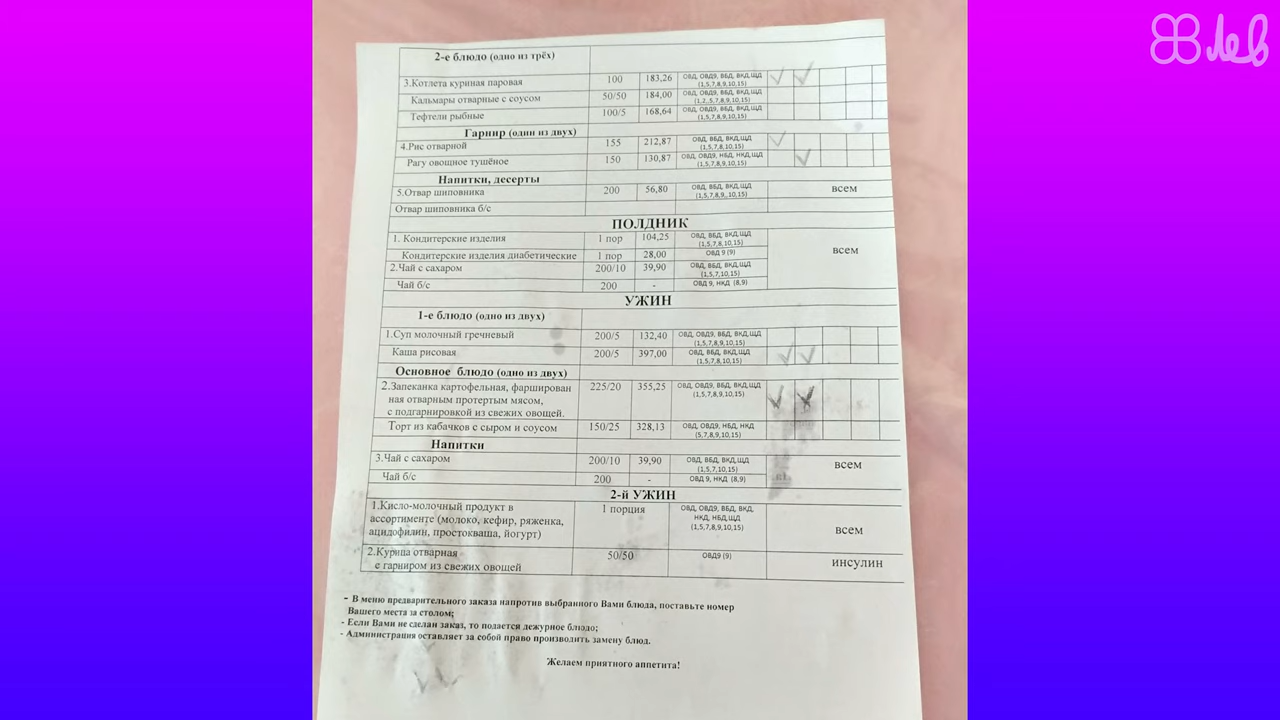 Лев
2-е блюдо (одно из трёх)
3.Котлета куриная паровая 100 183,26 ОВД, ОВД9, ВБД, ВКД,ЩД (1,5,7,8,9,10,15)
Кальмары отварные с соусом 50/50 184,00 ОВД, ОВД9, ВБД, ВКД,ЩД (1,2,,5,7,8,9,10,15)
Тефтели рыбные 100/5 168,64 ОВД, ОВД9, ВБД, ВКД,ЩД (1,5,7,8,9,10,15)
Гарнир (один из двух)
4.Рис отварной 155 212,87 ОВД, ВБД, ВКД,ЩД (1,5,7,8,10,15)
Рагу овощное тушёное 150 130,87 ОВД, ОВД9, НБД, НКД,ЩД (1,5,7,8,9,10,15)
Напитки, десерты
5.Отвар шиповника 200 56,80 ОВД, ВБД, ВКД,ЩД (1,5,7,8,9,,10,15) всем
Отвар шиповника б/с
ПОЛДНИК
1. Кондитерские изделия 1 пор 104,25 ОВД, ВБД, ВКД,ЩД (1,5,7,8,10,15)
Кондитерские изделия диабетические 1 пор 28,00 ОВД 9 (9) всем
2.Чай с сахаром 200/10 39,90 ОВД, ВБД, ВКД,ЩД (1,5,7,10,15)
Чай б/с 200 - ОВД 9, НКД (8,9)
УЖИН
1-е блюдо (одно из двух)
1.Суп молочный гречневый 200/5 132,40 ОВД, ОВД9, ВБД, ВКД,ЩД (1,5,7,8,9,10,15)
Каша рисовая 200/5 397,00 ОВД, ВБД, ВКД,ЩД (1,5,7,8,10,15)
Основное блюдо (одно из двух)
2.Запеканка картофельная, фарширован 225/20 355,25 ОВД, ОВД9, ВБД, ВКД,ЩД (1,5,7,8,9,10,15)
ная отварным протертым мясом,
с подгарнировкой из свежих овощей.
Торт из кабачков с сыром и соусом 150/25 328,13 ОВД, ОВД9, НБД, НКД (5,7,8,9,10,15)
Напитки
3.Чай с сахаром 200/10 39,90 ОВД, ВБД, ВКД,ЩД (1,5,7,10,15) всем
Чай б/с 200 - ОВД 9, НКД (8,9)
2-й УЖИН
1.Кисло-молочный продукт в 1 порция ОВД, ОВД9, ВБД, ВКД,
ассортименте (молоко, кефир, ряженка, НКД, НБД,ЩД
ацидофилин, простокваша, йогурт) (1,5,7,8,9,10,15) всем
2.Курица отварная 50/50 ОВД9 (9) инсулин
с гарниром из свежих овощей
- В меню предварительного заказа напротив выбранного Вами блюда, поставьте номер
Вашего места за столом;
- Если Вами не сделан заказ, то подается дежурное блюдо;
- Администрация оставляет за собой право производить замену блюд.
Желаем приятного аппетита!